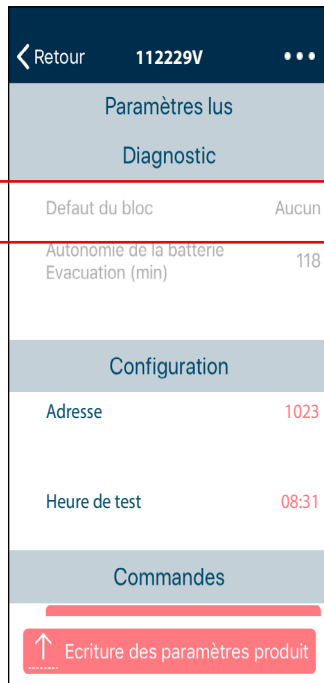 Retour 112229V
Paramètres lus
Diagnostic
Defaut du bloc Aucun
Autonomie de la batterie
Evacuation (min) 118
Configuration
Adresse 1023
Heure de test 08:31
Commandes
Ecriture des paramètres produit